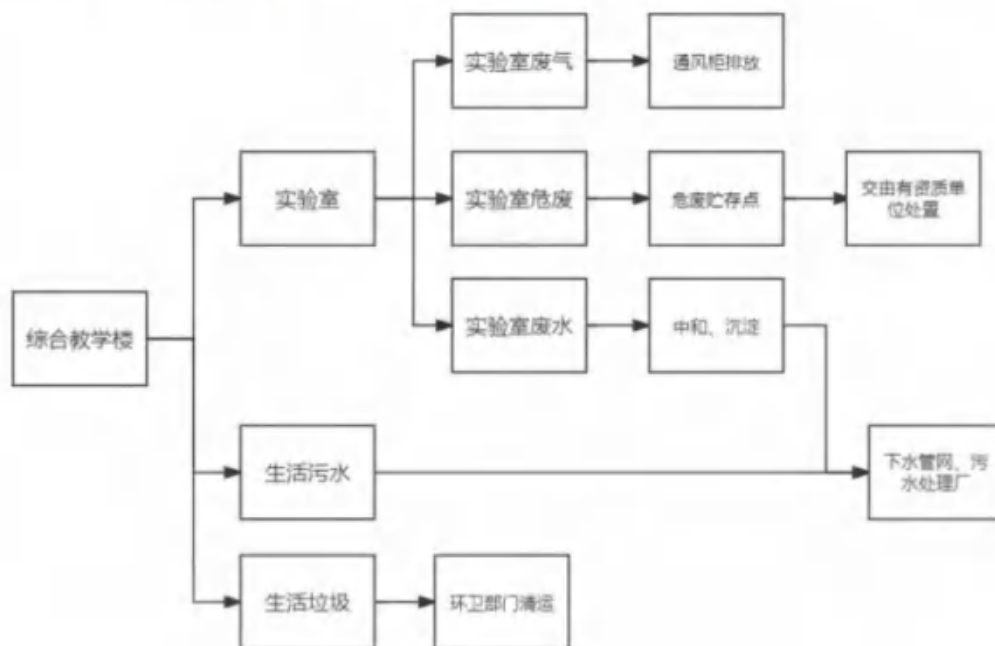 实验室废气
通风柜排放
实验室
实验室危废
危废贮存点
交由有资质单
位处置
综合教学楼
实验室废水
中和、沉淀
生活污水
下水管网、污
水处理厂
生活垃圾
环卫部门清运